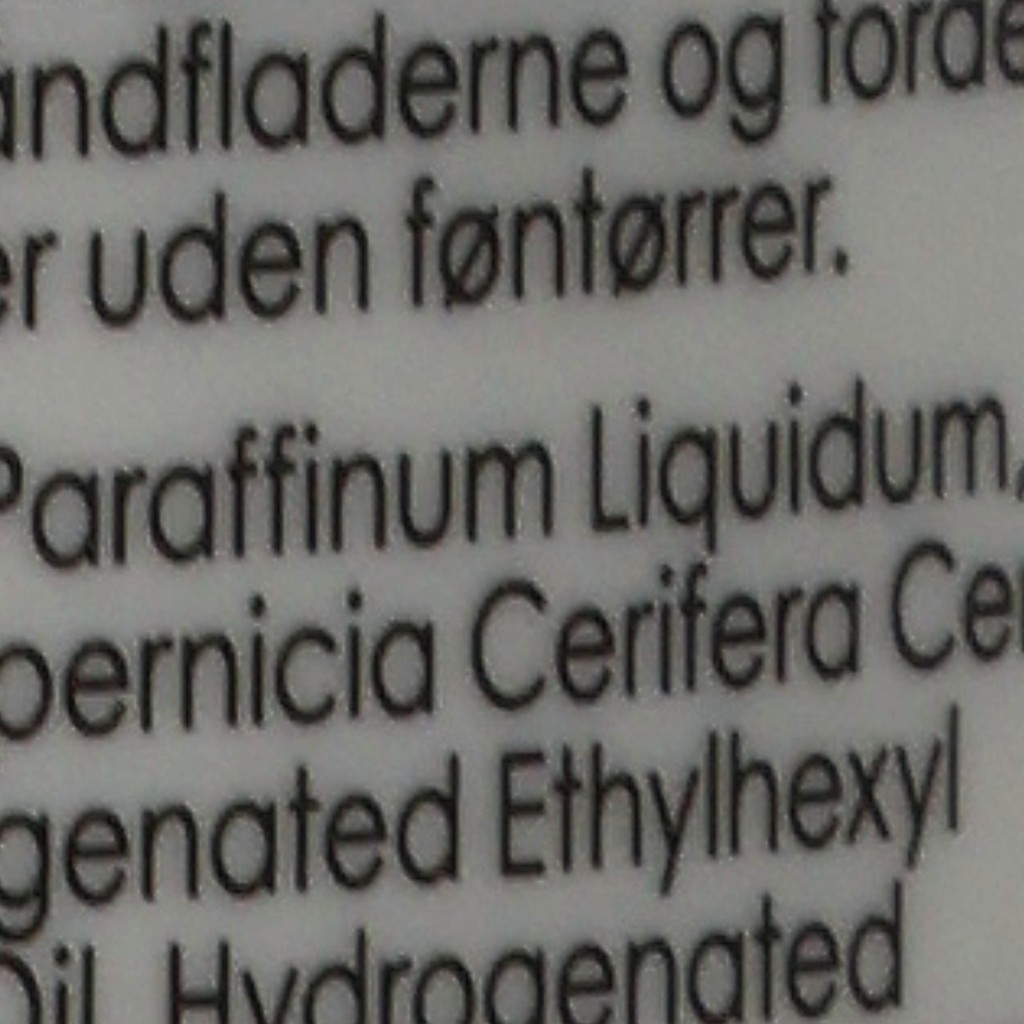 andfladerne og forde
er uden føntørrer.
Paraffinum Liquidum,
pernicia Cerifera Cer
genated Ethylhexyl
Oil, Hydrogenated